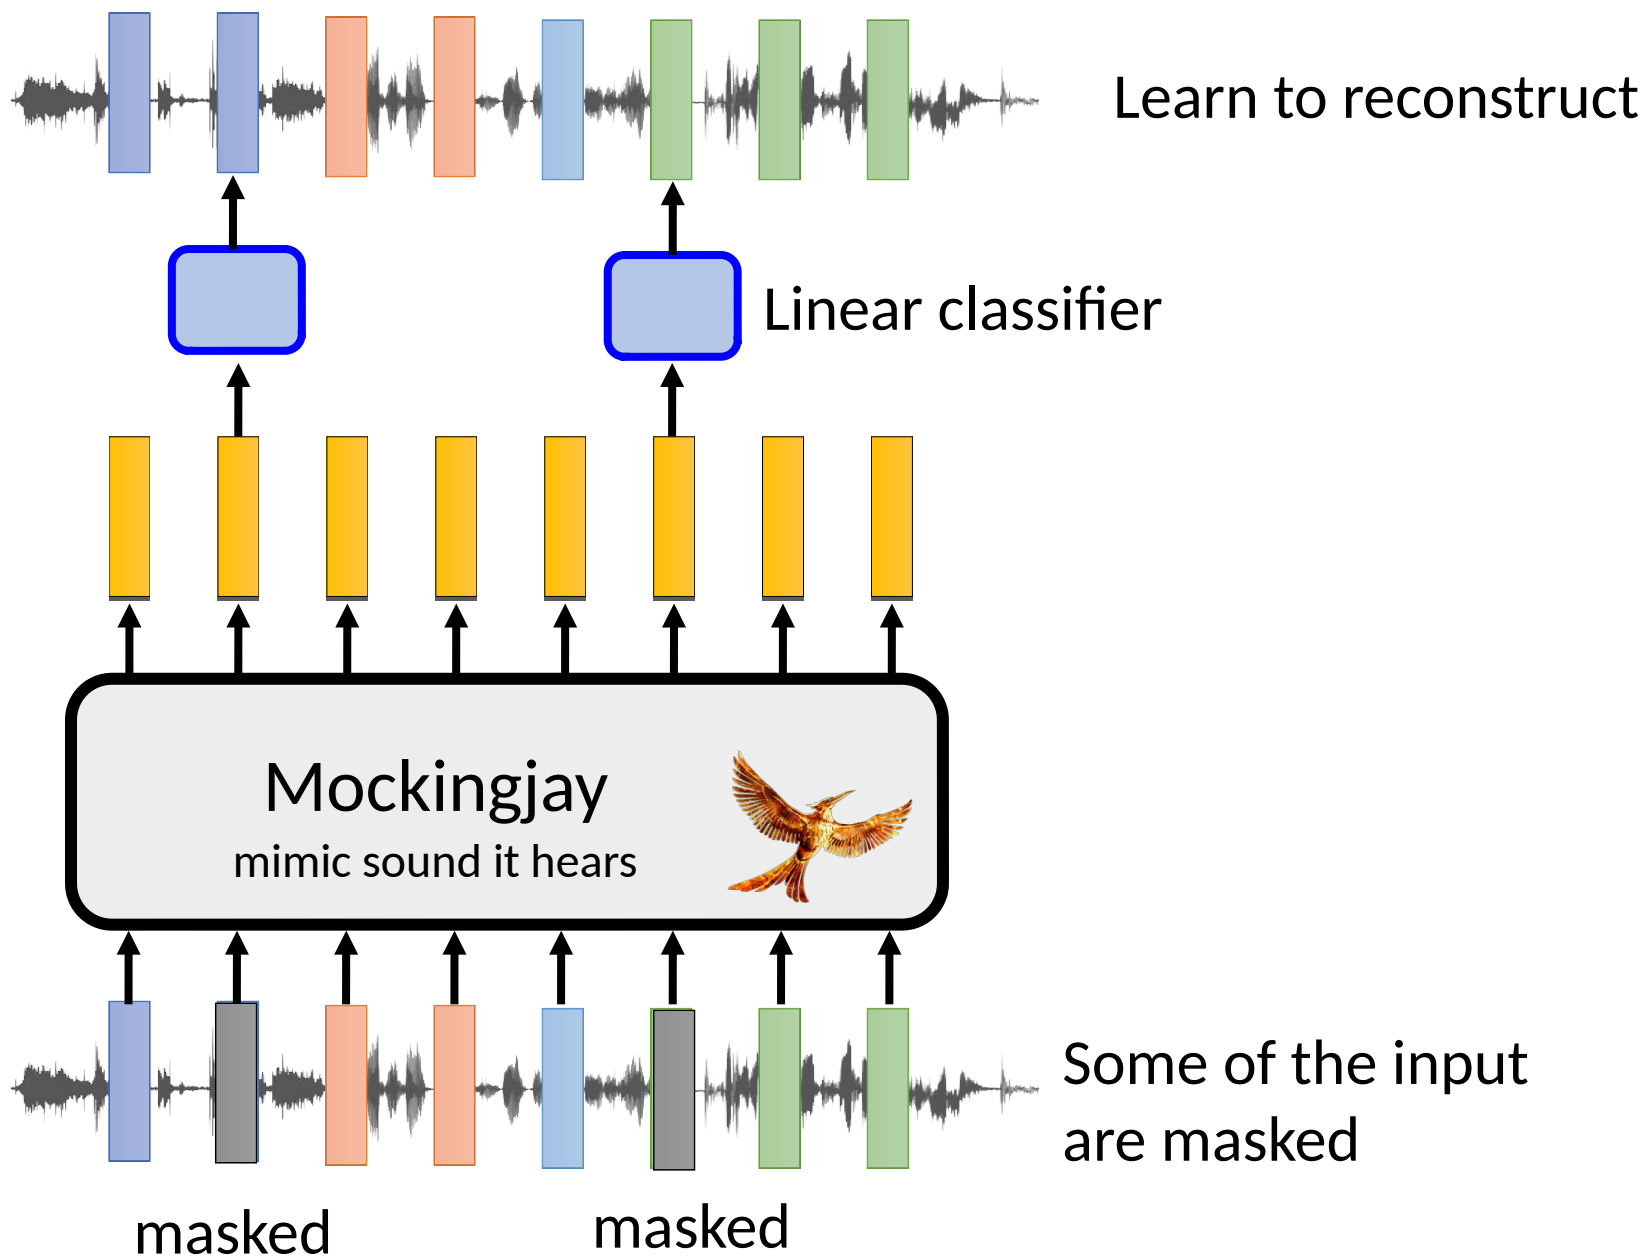 Learn to reconstruct
Linear classifier
Mockingjay
mimic sound it hears
Some of the input
are masked
masked
masked